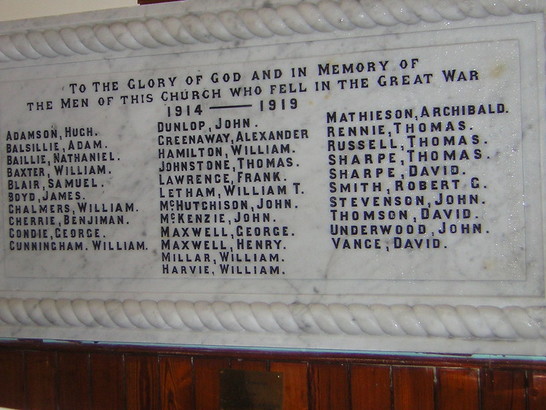 TO THE GLORY OF GOD AND IN MEMORY OF
THE MEN OF THIS CHURCH WHO FELL IN THE GREAT WAR
1914 — 1919
ADAMSON, HUGH.
BALSILLIE, ADAM.
BAILLIE, NATHANIEL.
BAXTER, WILLIAM.
BLAIR, SAMUEL.
BOYD, JAMES.
CHALMERS, WILLIAM.
CHERRIE, BENJIMAN.
CONDIE, GEORGE.
CUNNINGHAM. WILLIAM.
DUNLOP, JOHN.
GREENAWAY, ALEXANDER
HAMILTON, WILLIAM.
JOHNSTONE, THOMAS.
LAWRENCE, FRANK.
LETHAM, WILLIAM T.
McHUTCHISON, JOHN.
McKENZIE, JOHN.
MAXWELL, GEORGE.
MAXWELL, HENRY.
MILLAR, WILLIAM.
HARVIE, WILLIAM.
MATHIESON, ARCHIBALD.
RENNIE, THOMAS.
RUSSELL, THOMAS.
SHARPE, THOMAS.
SHARPE, DAVID.
SMITH, ROBERT G.
STEVENSON, JOHN.
THOMSON, DAVID.
UNDERWOOD, JOHN.
VANCE, DAVID.